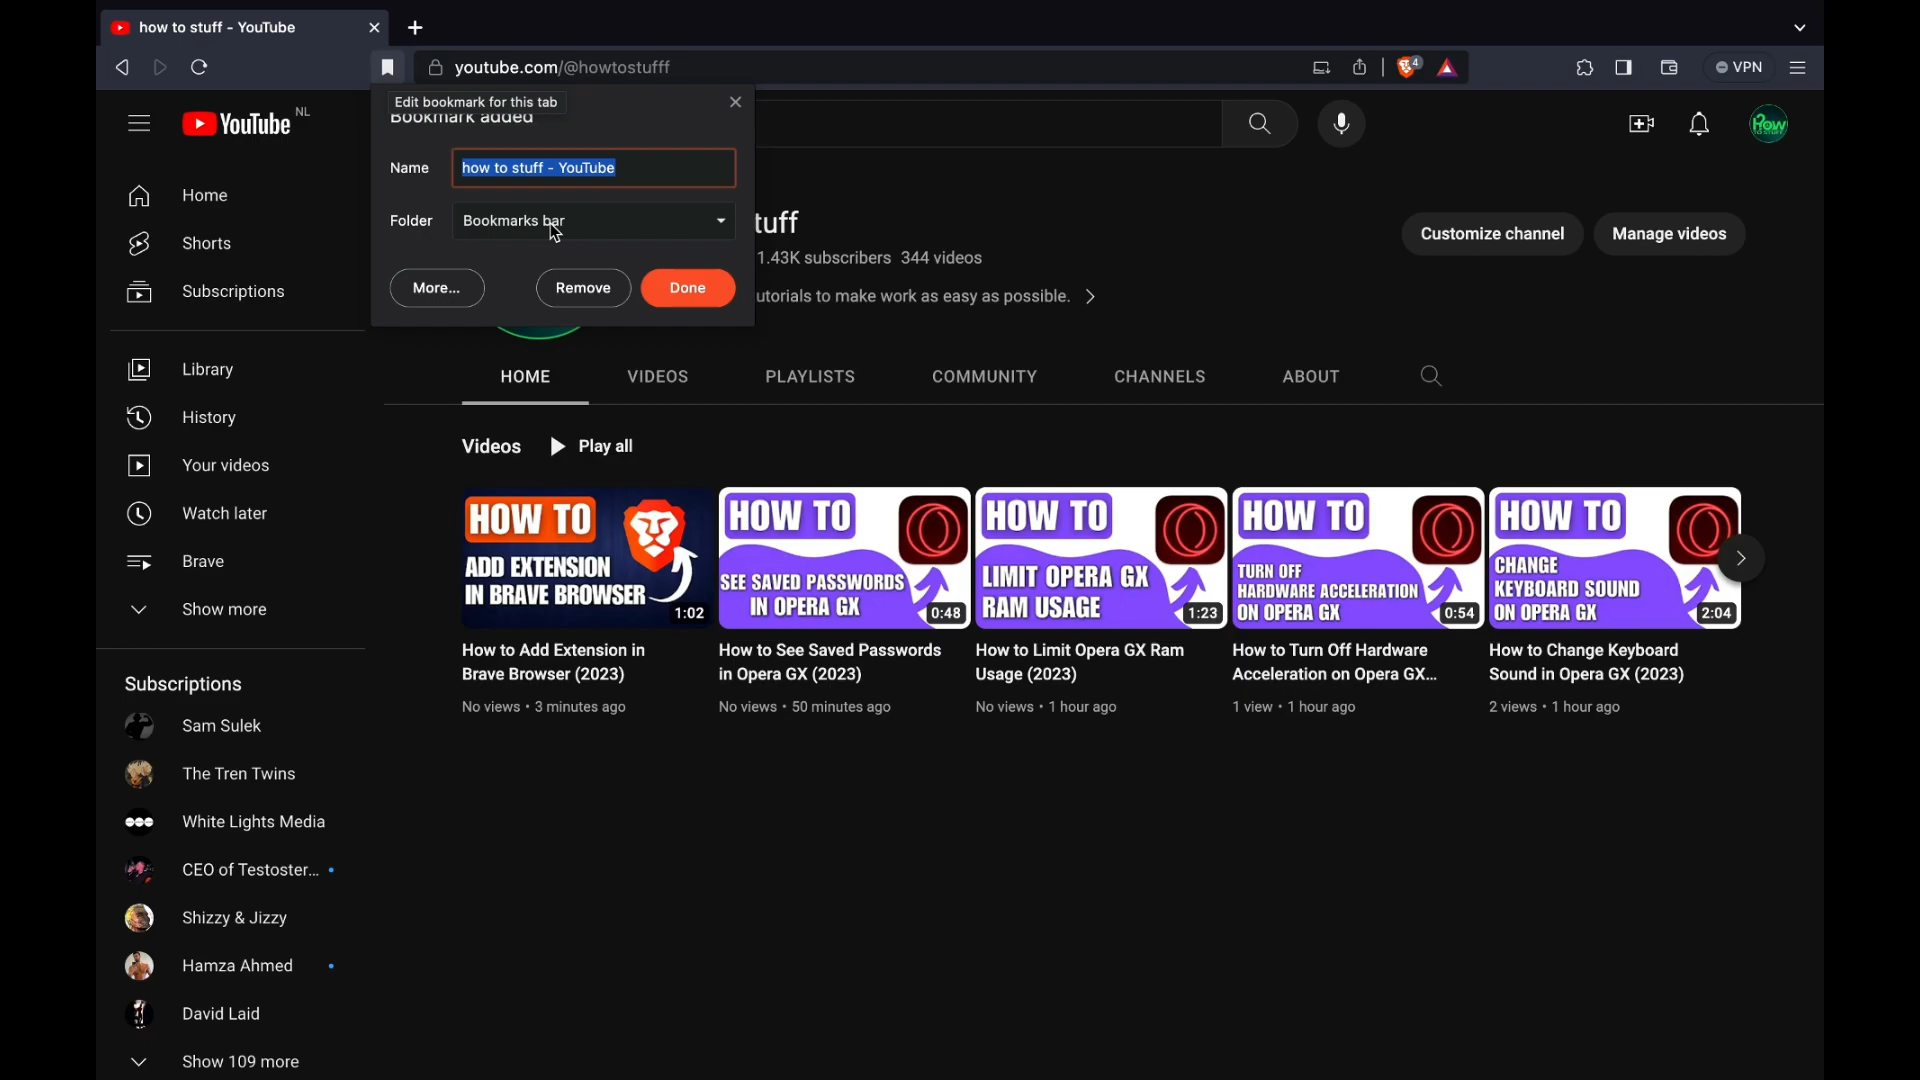 how to stuff - YouTube
youtube.com/@howtostufff
4
VPN
Edit bookmark for this tab
Bookmark added
Name
how to stuff - YouTube
Folder
Bookmarks bar
More...
Remove
Done
YouTube NL
How
TO STUFF
Home
Shorts
Subscriptions
Library
History
Your videos
Watch later
Brave
Show more
Subscriptions
Sam Sulek
The Tren Twins
White Lights Media
CEO of Testoster...
Shizzy & Jizzy
Hamza Ahmed
David Laid
Show 109 more
tuff
1.43K subscribers 344 videos
utorials to make work as easy as possible.
Customize channel
Manage videos
HOME
VIDEOS
PLAYLISTS
COMMUNITY
CHANNELS
ABOUT
Videos
Play all
HOW TO
ADD EXTENSION
IN BRAVE BROWSER
1:02
How to Add Extension in
Brave Browser (2023)
No views • 3 minutes ago
HOW TO
SEE SAVED PASSWORDS
IN OPERA GX
0:48
How to See Saved Passwords
in Opera GX (2023)
No views • 50 minutes ago
HOW TO
LIMIT OPERA GX
RAM USAGE
1:23
How to Limit Opera GX Ram
Usage (2023)
No views • 1 hour ago
HOW TO
TURN OFF
HARDWARE ACCELERATION
ON OPERA GX
0:54
How to Turn Off Hardware
Acceleration on Opera GX...
1 view • 1 hour ago
HOW TO
CHANGE
KEYBOARD SOUND
ON OPERA GX
2:04
How to Change Keyboard
Sound in Opera GX (2023)
2 views • 1 hour ago